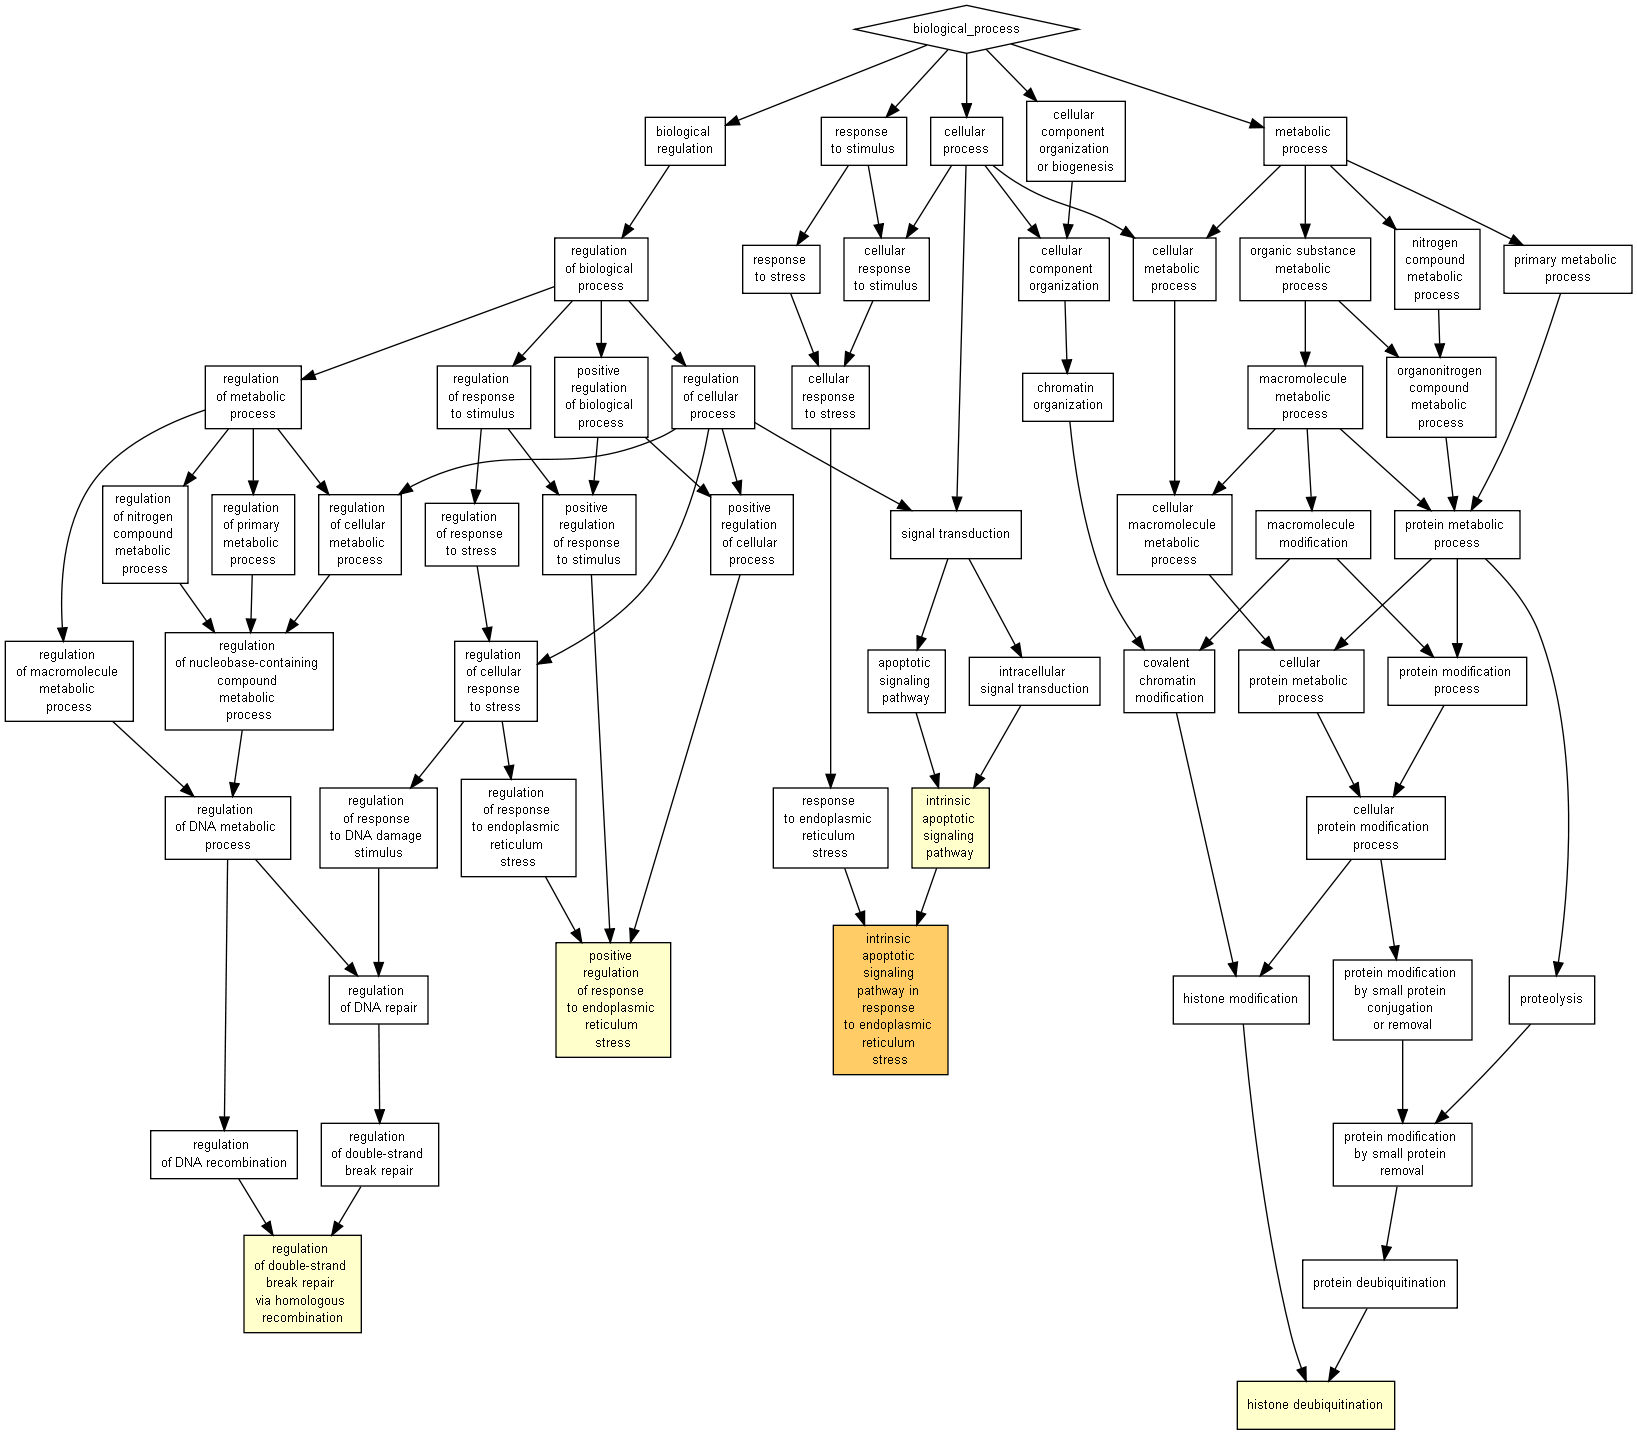 biological_process
biological
regulation
response
to stimulus
cellular
process
cellular
component
organization
or biogenesis
metabolic
process
regulation
of biological
process
response
to stress
cellular
response
to stimulus
cellular
component
organization
cellular
metabolic
process
organic substance
metabolic
process
nitrogen
compound
metabolic
process
primary metabolic
process
regulation
of metabolic
process
regulation
of response
to stimulus
positive
regulation
of biological
process
regulation
of cellular
process
cellular
response
to stress
chromatin
organization
macromolecule
metabolic
process
organonitrogen
compound
metabolic
process
regulation
of nitrogen
compound
metabolic
process
regulation
of primary
metabolic
process
regulation
of cellular
metabolic
process
regulation
of response
to stress
positive
regulation
of response
to stimulus
positive
regulation
of cellular
process
signal transduction
cellular
macromolecule
metabolic
process
macromolecule
modification
protein metabolic
process
regulation
of macromolecule
metabolic
process
regulation
of nucleobase-containing
compound
metabolic
process
regulation
of cellular
response
to stress
apoptotic
signaling
pathway
intracellular
signal transduction
covalent
chromatin
modification
cellular
protein metabolic
process
protein modification
process
regulation
of DNA metabolic
process
regulation
of response
to DNA damage
stimulus
regulation
of response
to endoplasmic
reticulum
stress
response
to endoplasmic
reticulum
stress
intrinsic
apoptotic
signaling
pathway
cellular
protein modification
process
regulation
of DNA repair
positive
regulation
of response
to endoplasmic
reticulum
stress
intrinsic
apoptotic
signaling
pathway in
response
to endoplasmic
reticulum
stress
histone modification
protein modification
by small protein
conjugation
or removal
proteolysis
regulation
of DNA recombination
regulation
of double-strand
break repair
protein modification
by small protein
removal
regulation
of double-strand
break repair
via homologous
recombination
protein deubiquitination
histone deubiquitination